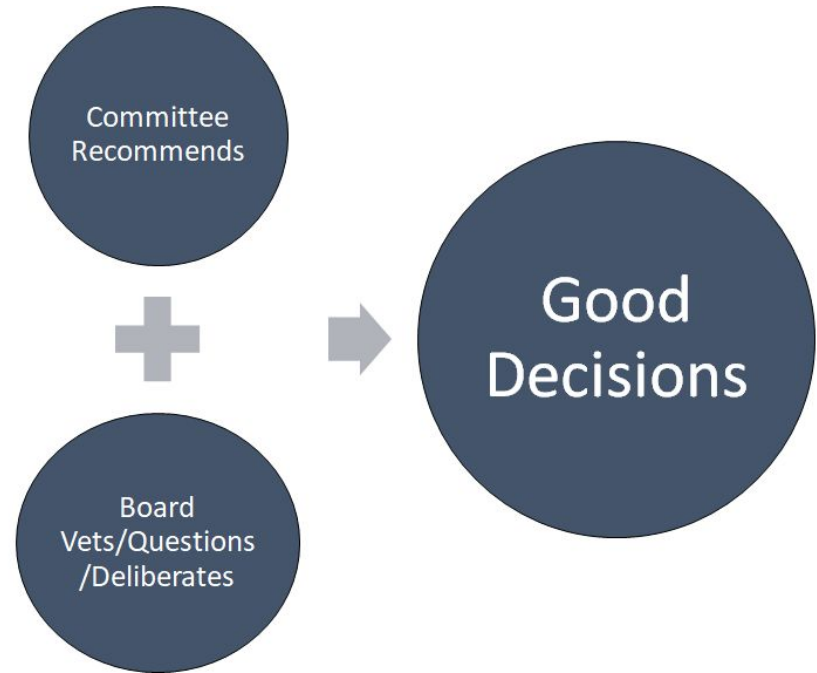 Committee
Recommends
Good
Decisions
Board
Vets/Questions
/Deliberates